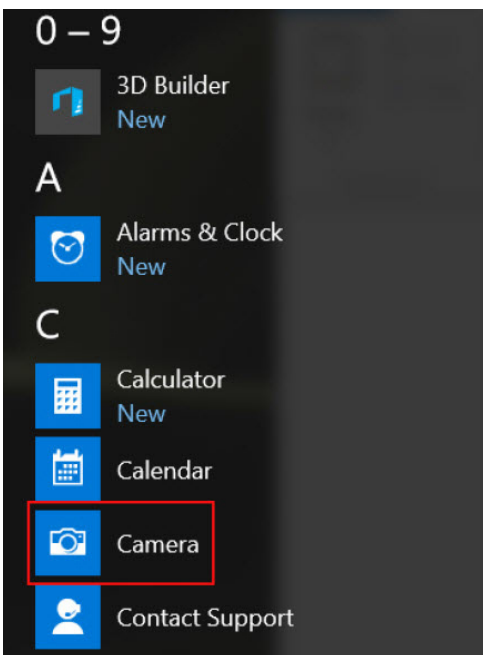 0 – 9
3D Builder
New
A
Alarms & Clock
New
C
Calculator
New
Calendar
Camera
Contact Support